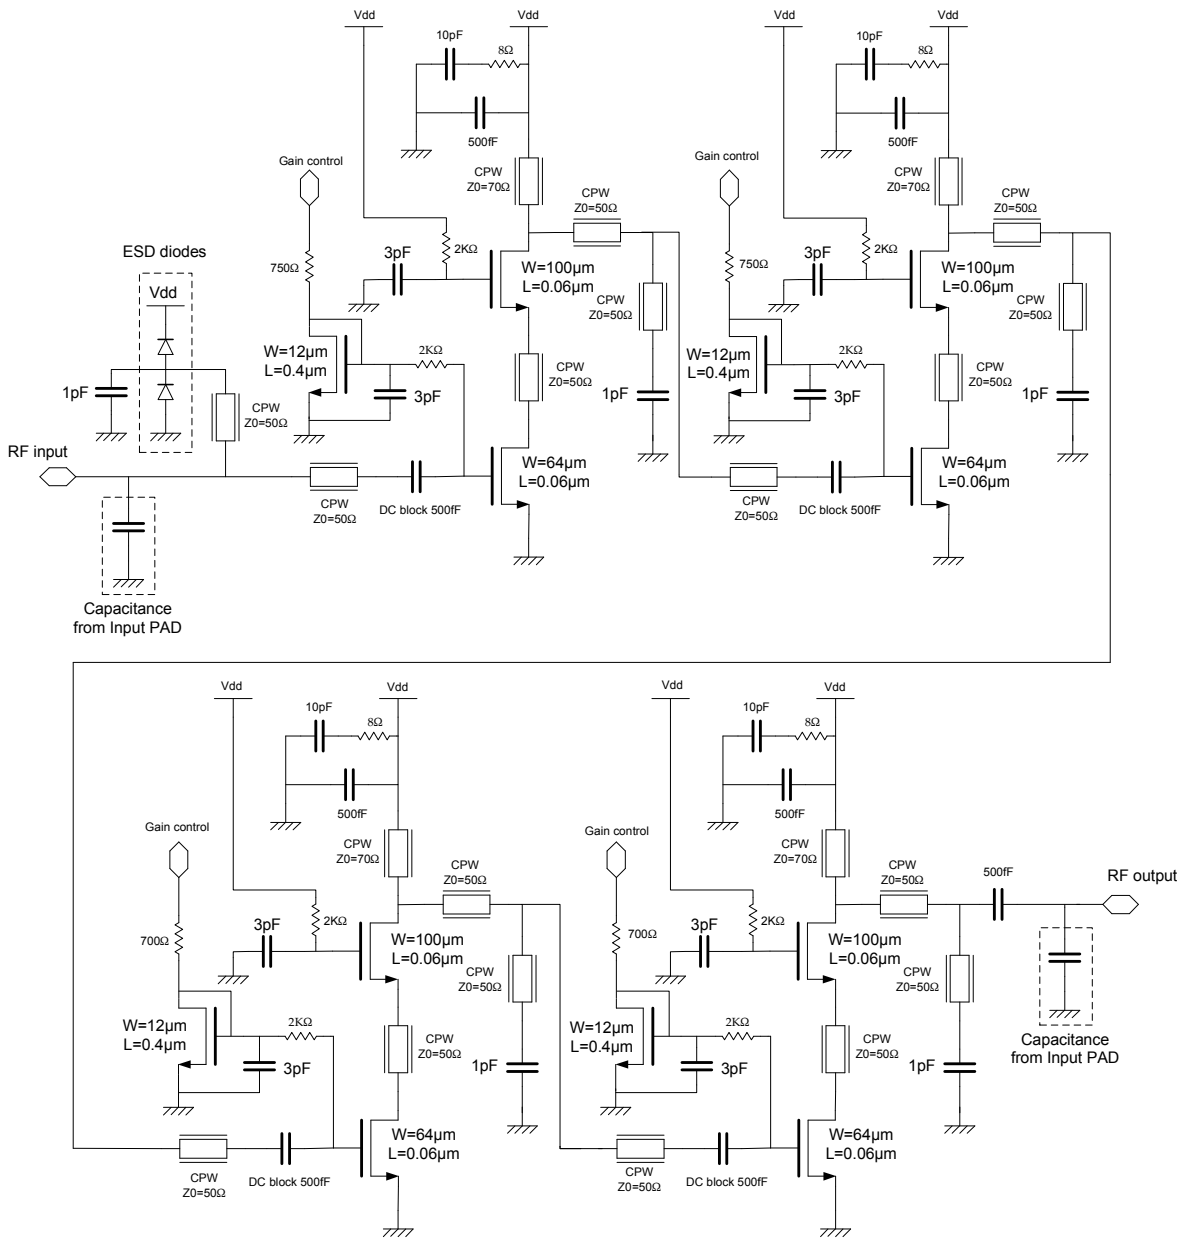 Vdd
Vdd
Vdd
Vdd
10pF
8Ω
10pF
8Ω
500fF
500fF
Gain control
Gain control
CPW
Z0=70Ω
CPW
Z0=50Ω
CPW
Z0=70Ω
CPW
Z0=50Ω
ESD diodes
Vdd
750Ω
3pF
2KΩ
W=100µm
L=0.06µm
CPW
Z0=50Ω
750Ω
3pF
2KΩ
W=100µm
L=0.06µm
CPW
Z0=50Ω
W=12µm
L=0.4µm
2KΩ
CPW
Z0=50Ω
W=12µm
L=0.4µm
2KΩ
CPW
Z0=50Ω
1pF
3pF
1pF
3pF
1pF
CPW
Z0=50Ω
RF input
W=64µm
L=0.06µm
W=64µm
L=0.06µm
CPW
Z0=50Ω
DC block 500fF
CPW
Z0=50Ω
DC block 500fF
Capacitance
from Input PAD
Vdd
Vdd
Vdd
Vdd
10pF
8Ω
10pF
8Ω
500fF
500fF
Gain control
Gain control
CPW
Z0=70Ω
CPW
Z0=50Ω
CPW
Z0=70Ω
CPW
Z0=50Ω
500fF
RF output
700Ω
3pF
2KΩ
W=100µm
L=0.06µm
CPW
Z0=50Ω
700Ω
3pF
2KΩ
W=100µm
L=0.06µm
CPW
Z0=50Ω
W=12µm
L=0.4µm
2KΩ
CPW
Z0=50Ω
W=12µm
L=0.4µm
2KΩ
CPW
Z0=50Ω
Capacitance
from Input PAD
3pF
1pF
3pF
1pF
W=64µm
L=0.06µm
W=64µm
L=0.06µm
CPW
Z0=50Ω
DC block 500fF
CPW
Z0=50Ω
DC block 500fF